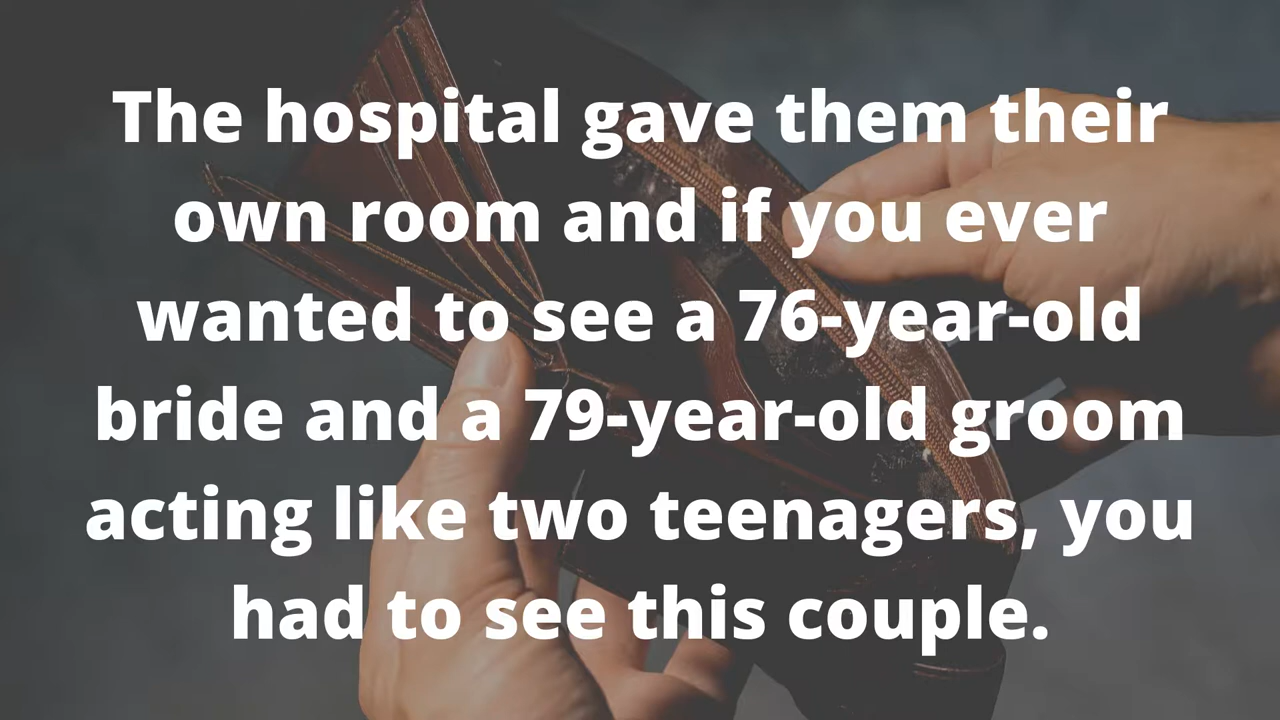 The hospital gave them their
own room and if you ever
wanted to see a 76-year-old
bride and a 79-year-old groom
acting like two teenagers, you
had to see this couple.